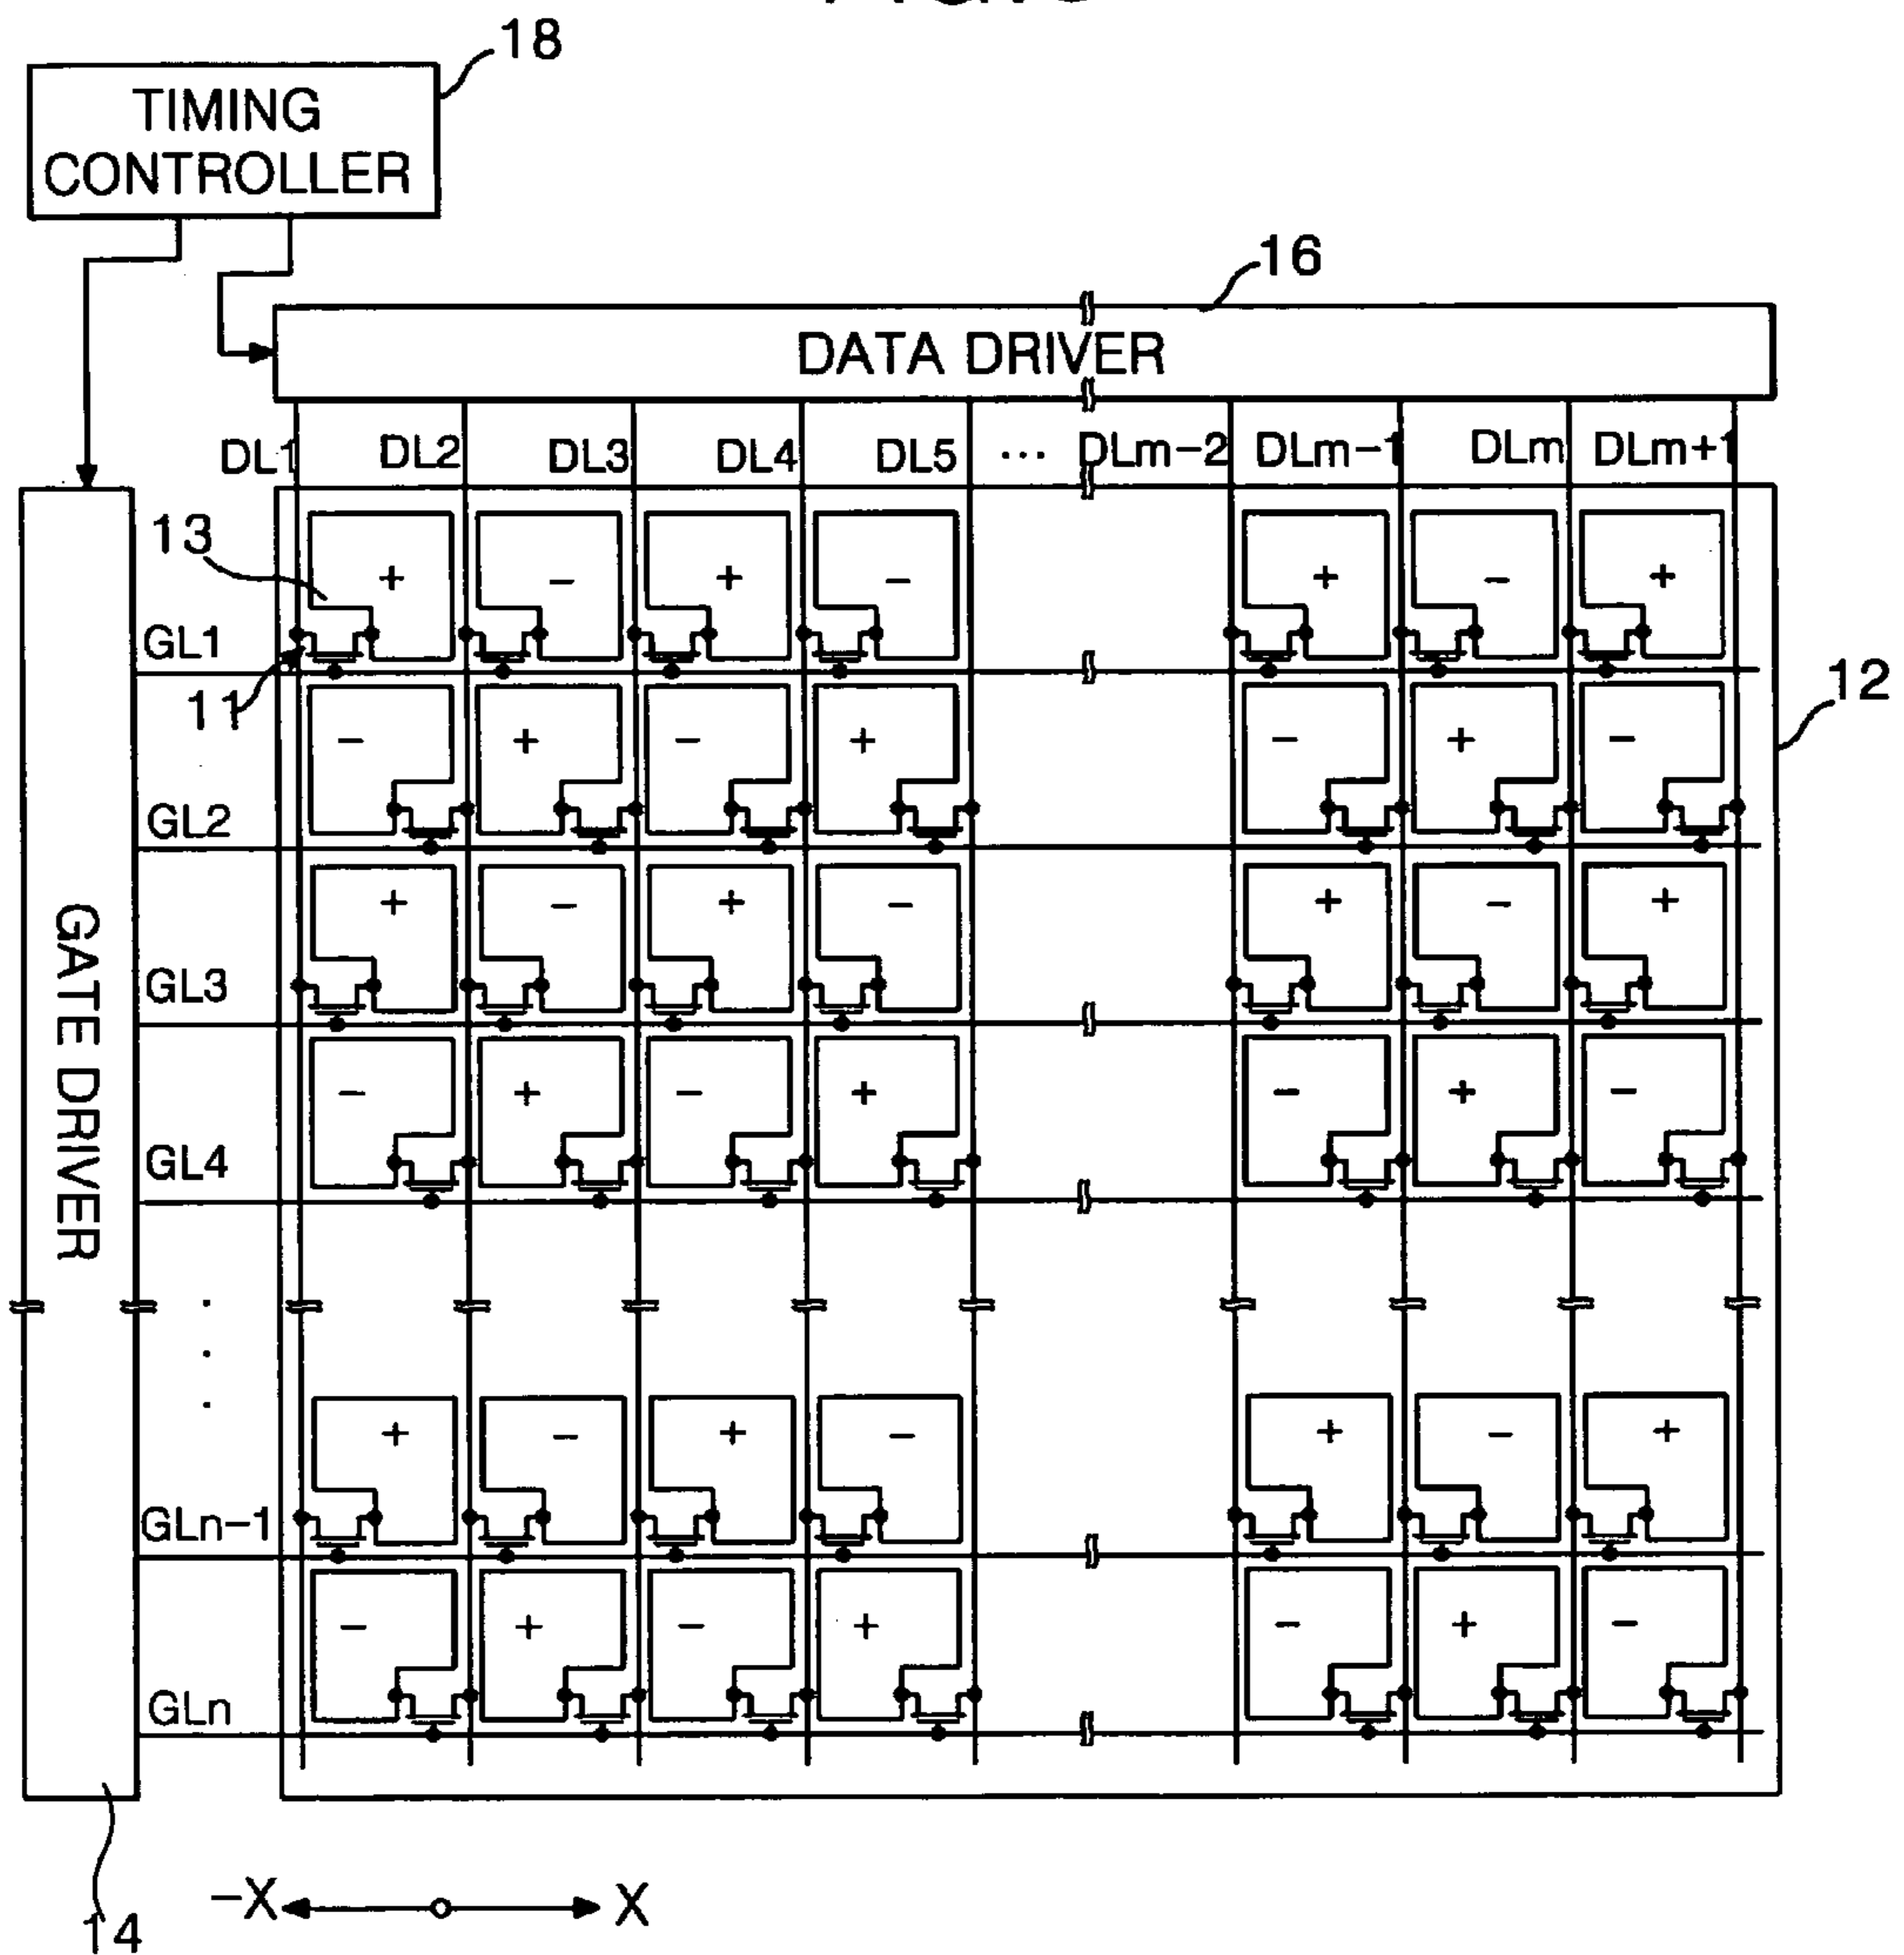 18
TIMING
CONTROLLER
16
DATA DRIVER
DL1 DL2 DL3 DL4 DL5 ... DLm-2 DLm-1 DLm DLm+1
13
+ - + - + - +
GL1
11
12
- + - + - + -
GL2
+ - + - + - +
GL3
GATE DRIVER
- + - + - + -
GL4
+ - + - + - +
GLn-1
- + - + - + -
GLn
-X X
14